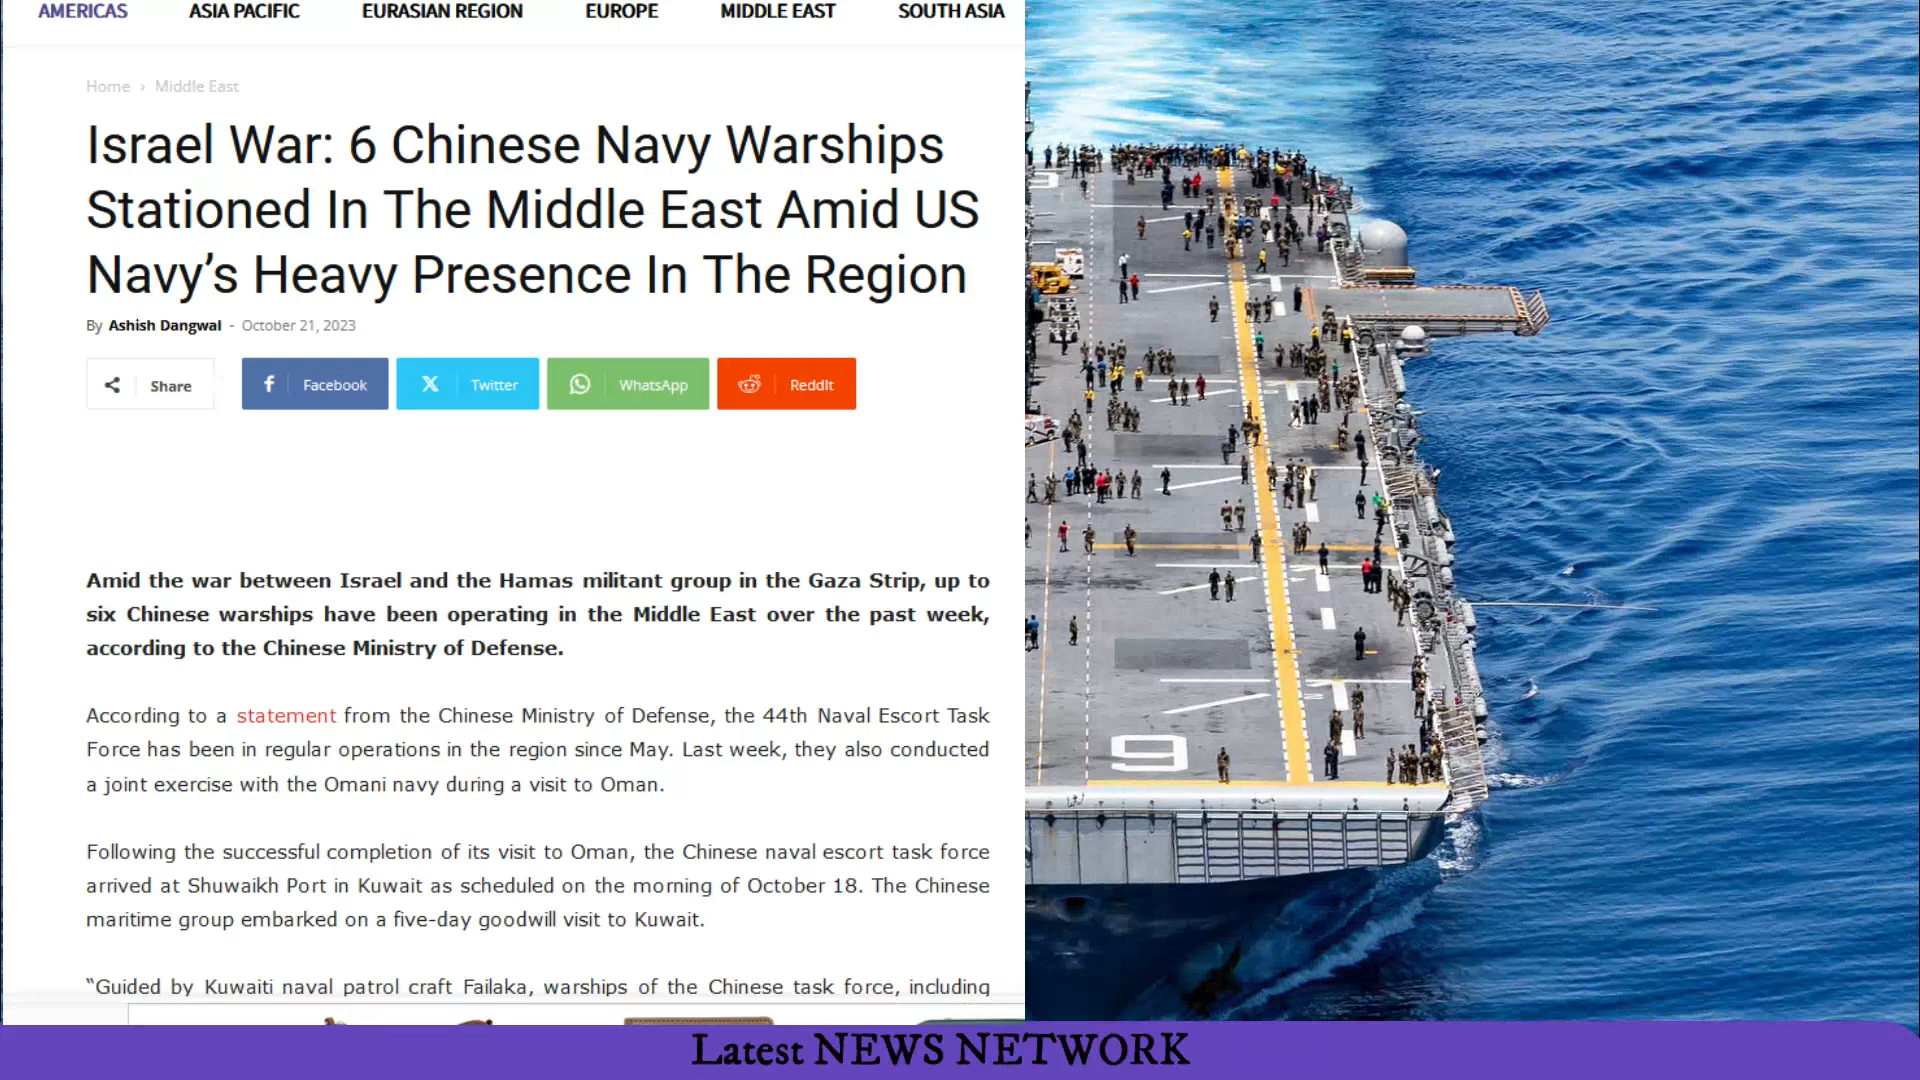 AMERICAS ASIA PACIFIC EURASIAN REGION EUROPE MIDDLE EAST SOUTH ASIA
Home › Middle East
Israel War: 6 Chinese Navy Warships
Stationed In The Middle East Amid US
Navy’s Heavy Presence In The Region
By Ashish Dangwal - October 21, 2023
Share Facebook Twitter WhatsApp ReddIt
Amid the war between Israel and the Hamas militant group in the Gaza Strip, up to
six Chinese warships have been operating in the Middle East over the past week,
according to the Chinese Ministry of Defense.
According to a statement from the Chinese Ministry of Defense, the 44th Naval Escort Task
Force has been in regular operations in the region since May. Last week, they also conducted
a joint exercise with the Omani navy during a visit to Oman.
Following the successful completion of its visit to Oman, the Chinese naval escort task force
arrived at Shuwaikh Port in Kuwait as scheduled on the morning of October 18. The Chinese
maritime group embarked on a five-day goodwill visit to Kuwait.
“Guided by Kuwaiti naval patrol craft Failaka, warships of the Chinese task force, including
Latest NEWS NETWORK